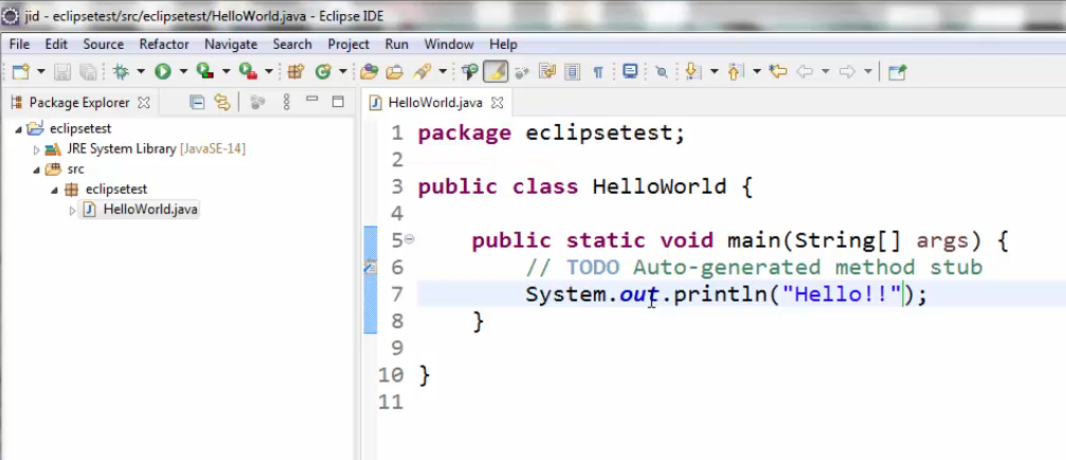 jid - eclipsetest/src/eclipsetest/HelloWorld.java - Eclipse IDE
File Edit Source Refactor Navigate Search Project Run Window Help
Package Explorer
HelloWorld.java
eclipsetest
JRE System Library [JavaSE-14]
src
eclipsetest
HelloWorld.java
1 package eclipsetest;
2
3 public class HelloWorld {
4
5 public static void main(String[] args) {
6 // TODO Auto-generated method stub
7 System.out.println("Hello!!");
8 }
9
10 }
11